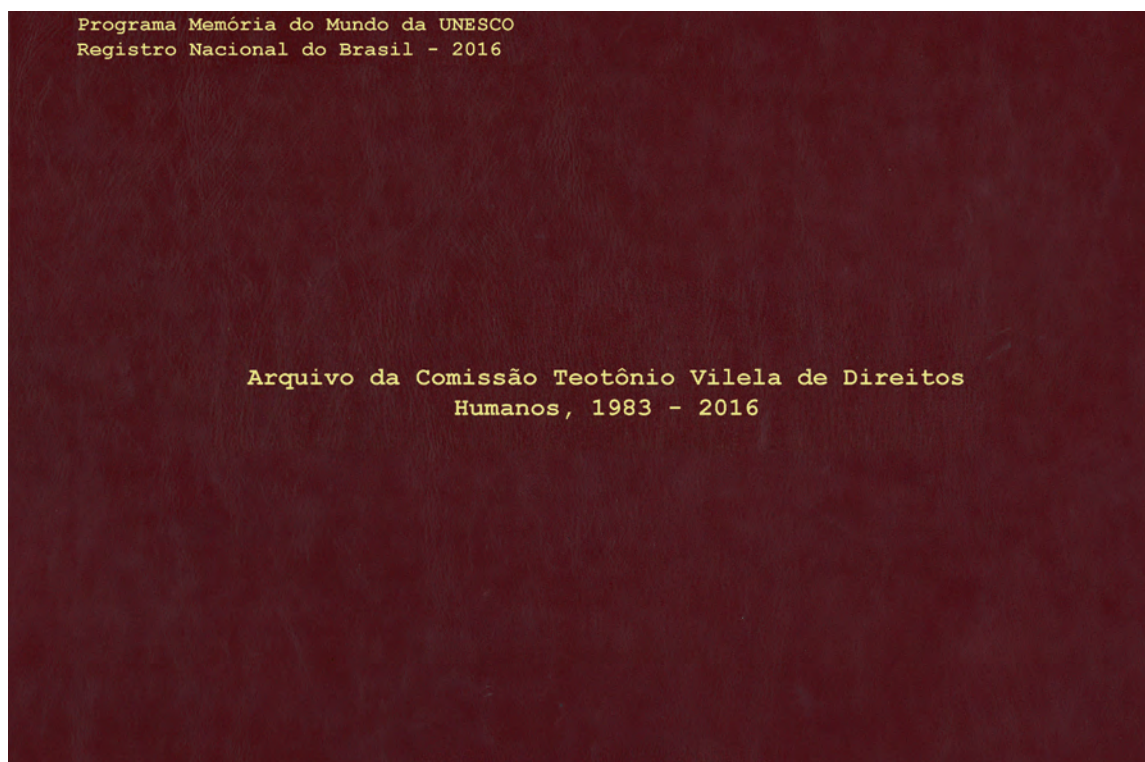 Programa Memória do Mundo da UNESCO
Registro Nacional do Brasil - 2016
Arquivo da Comissão Teotônio Vilela de Direitos
Humanos, 1983 - 2016